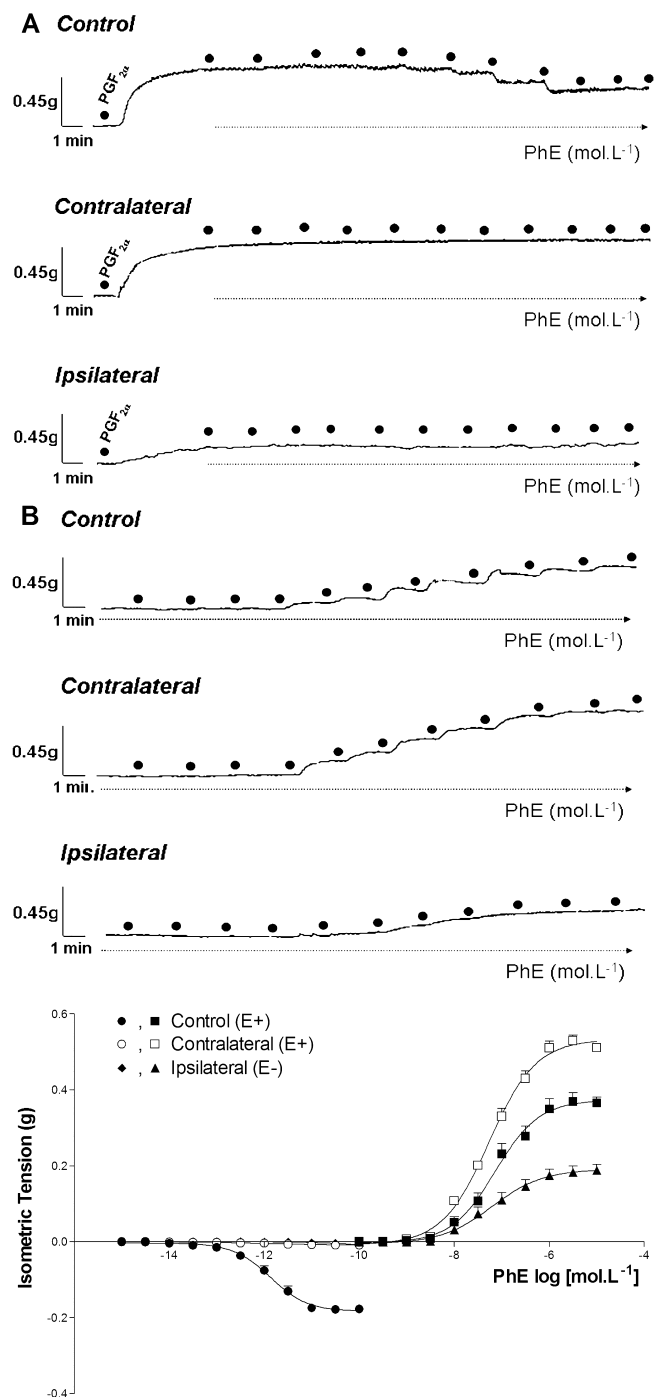 A Control
PGF2α
0.45g
1 min
PhE (mol.L-1)
Contralateral
PGF2α
0.45g
1 min
PhE (mol.L-1)
Ipsilateral
PGF2α
0.45g
1 min
PhE (mol.L-1)
B Control
0.45g
1 min
PhE (mol.L-1)
Contralateral
0.45g
1 min.
PhE (mol.L-1)
Ipsilateral
0.45g
1 min
PhE (mol.L-1)
0.6
, Control (E+)
, Contralateral (E+)
, Ipsilateral (E-)
0.4
0.2
0.0
-0.2
-0.4
Isometric Tension (g)
-14
-12
-10
-8
-6
-4
PhE log [mol.L-1]